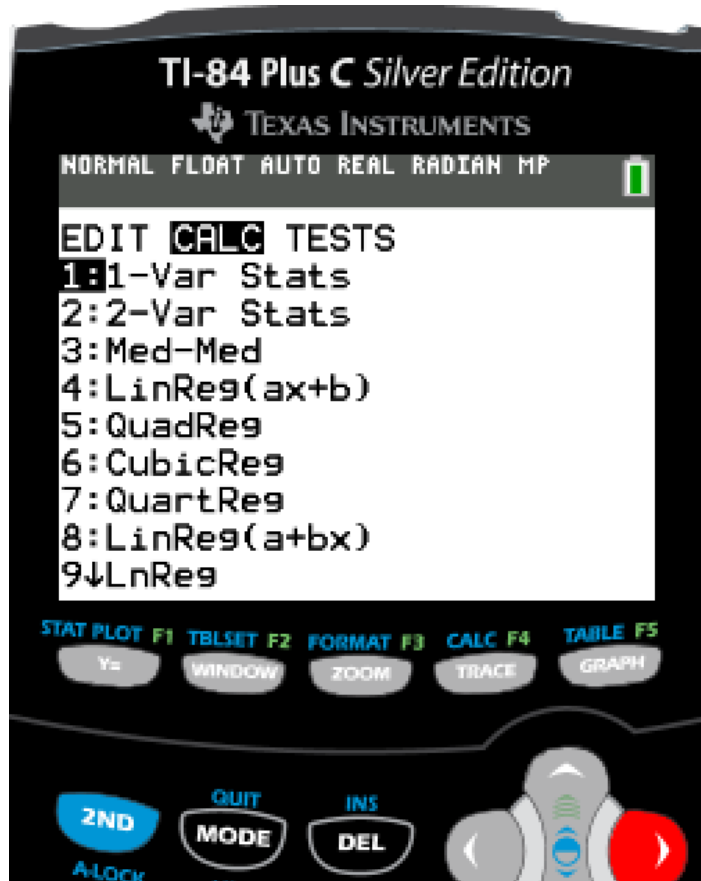 TI-84 Plus C Silver Edition
TEXAS INSTRUMENTS
NORMAL FLOAT AUTO REAL RADIAN MP
EDIT CALC TESTS
1:1-Var Stats
2:2-Var Stats
3:Med-Med
4:LinReg(ax+b)
5:QuadReg
6:CubicReg
7:QuartReg
8:LinReg(a+bx)
9↓LnReg
STAT PLOT F1 TBLSET F2 FORMAT F3 CALC F4 TABLE F5
Y= WINDOW ZOOM TRACE GRAPH
QUIT INS
2ND MODE DEL
A-LOCK